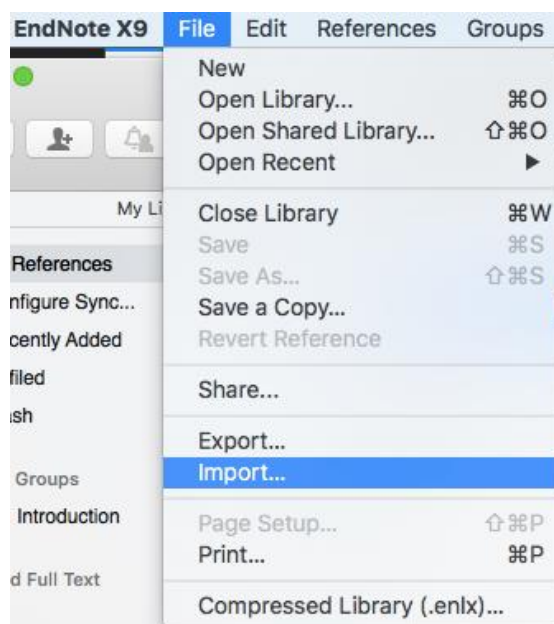 EndNote X9 File Edit References Groups
New
Open Library... ⌘O
Open Shared Library... ⇧⌘O
Open Recent ▶
My Li
Close Library ⌘W
Save ⌘S
References
Save As... ⇧⌘S
nfigure Sync...
Save a Copy...
cently Added
Revert Reference
filed
Share...
ash
Export...
Groups
Import...
Introduction
Page Setup... ⇧⌘P
Print... ⌘P
d Full Text
Compressed Library (.enlx)...